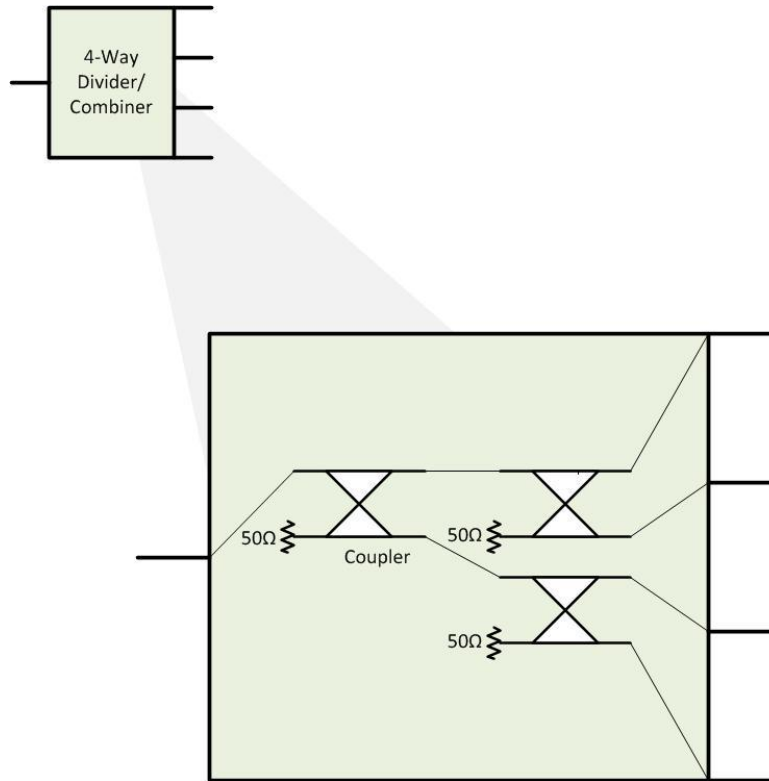 4-Way
Divider/
Combiner
50Ω
50Ω
Coupler
50Ω